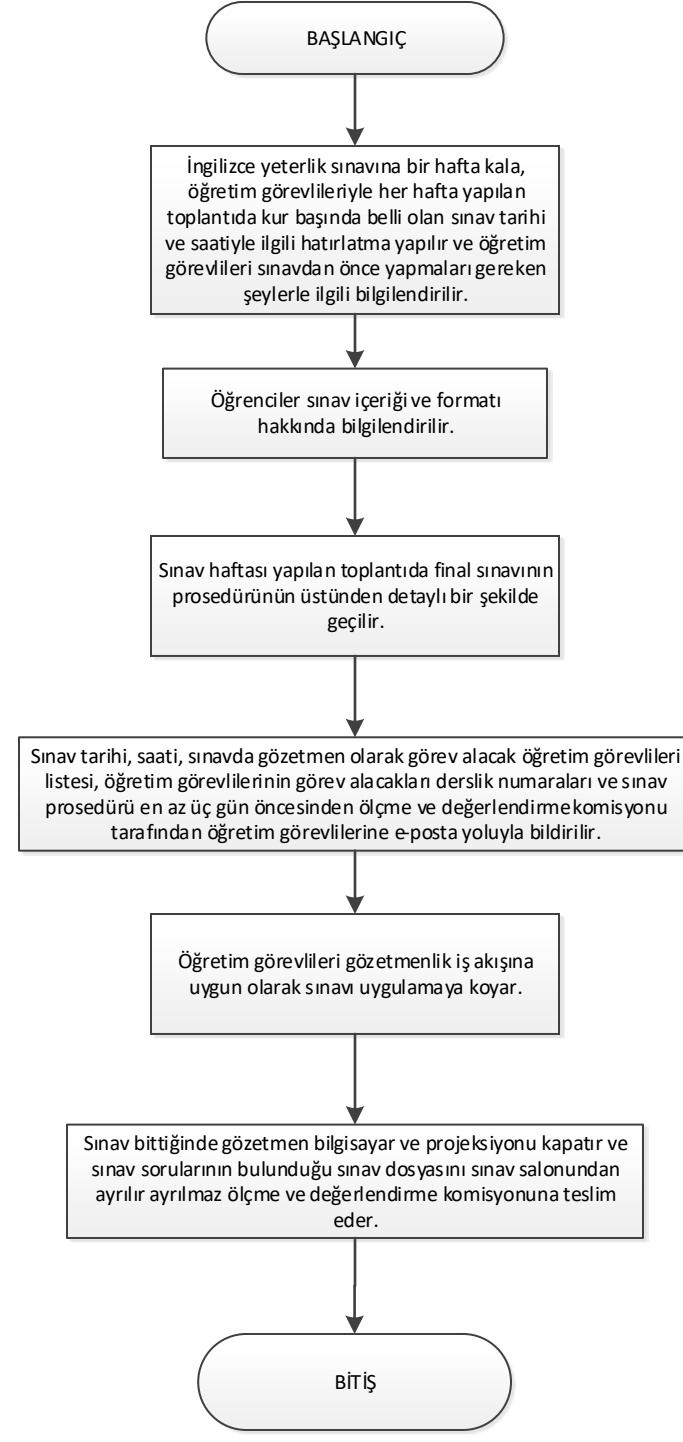 BAŞLANGIÇ
İngilizce yeterlik sınavına bir hafta kala,
öğretim görevlileriyle her hafta yapılan
toplantıda kur başında belli olan sınav tarihi
ve saatiyle ilgili hatırlatma yapılır ve öğretim
görevlileri sınavdan önce yapmaları gereken
şeylerle ilgili bilgilendirilir.
Öğrenciler sınav içeriği ve formatı
hakkında bilgilendirilir.
Sınav haftası yapılan toplantıda final sınavının
prosedürünün üstünden detaylı bir şekilde
geçilir.
Sınav tarihi, saati, sınavda gözetmen olarak görev alacak öğretim görevlileri
listesi, öğretim görevlilerinin görev alacakları derslik numaraları ve sınav
prosedürü en az üç gün öncesinden ölçme ve değerlendirme komisyonu
tarafından öğretim görevlilerine e-posta yoluyla bildirilir.
Öğretim görevlileri gözetmenlik iş akışına
uygun olarak sınavı uygulamaya koyar.
Sınav bittiğinde gözetmen bilgisayar ve projeksiyonu kapatır ve
sınav sorularının bulunduğu sınav dosyasını sınav salonundan
ayrılır ayrılmaz ölçme ve değerlendirme komisyonuna teslim
eder.
BİTİŞ